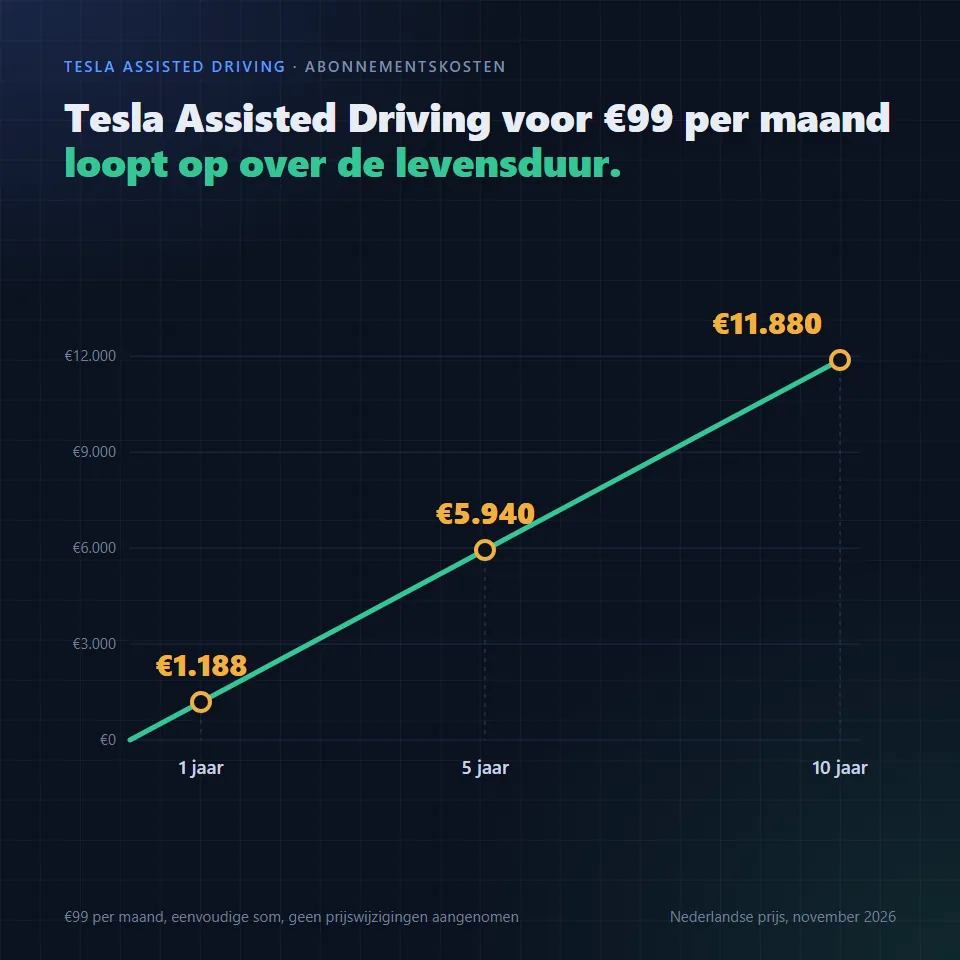 TESLA ASSISTED DRIVING · ABONNEMENTSKOSTEN
Tesla Assisted Driving voor €99 per maand
loopt op over de levensduur.
€11.880
€12.000
€9.000
€5.940
€6.000
€3.000
€1.188
€0
1 jaar
5 jaar
10 jaar
€99 per maand, eenvoudige som, geen prijswijzigingen aangenomen
Nederlandse prijs, november 2026